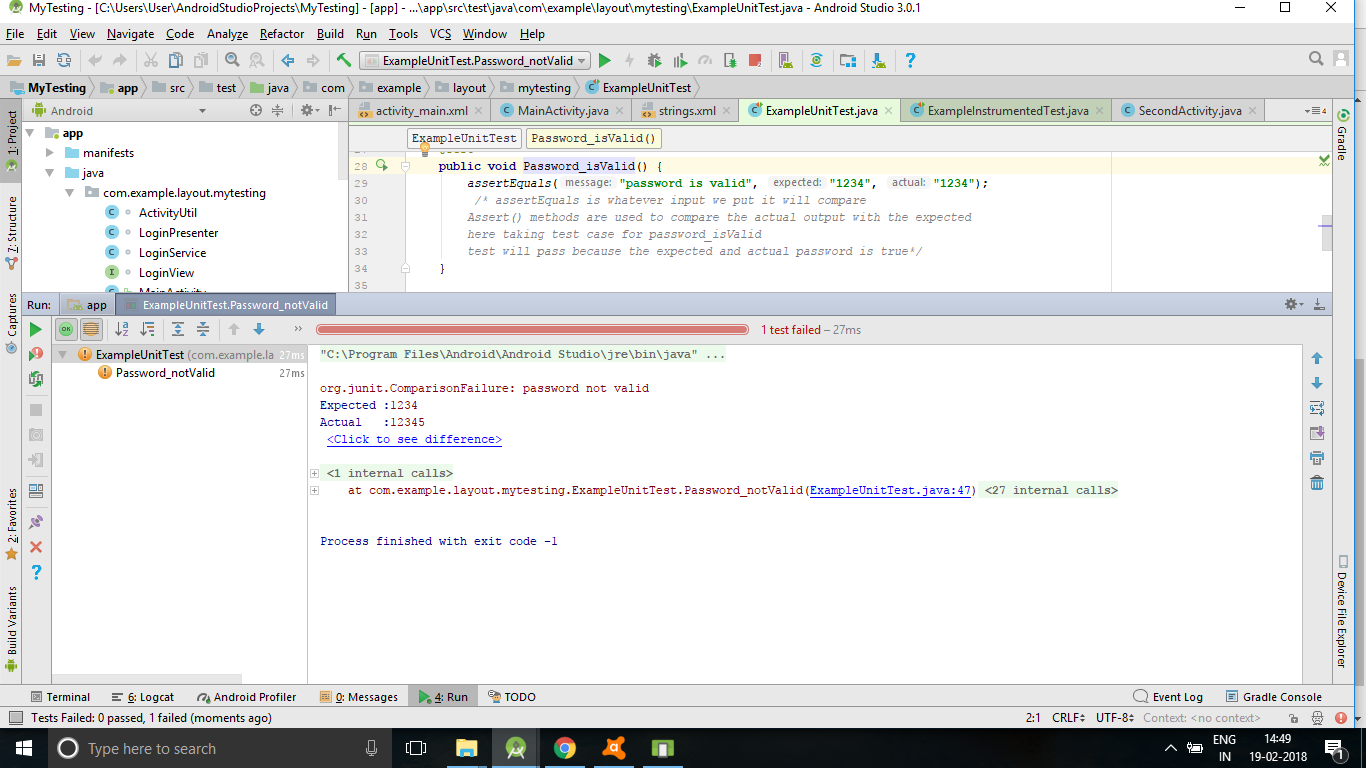 MyTesting - [C:\Users\User\AndroidStudioProjects\MyTesting] - [app] - ...\app\src\test\java\com\example\layout\mytesting\ExampleUnitTest.java - Android Studio 3.0.1
File Edit View Navigate Code Analyze Refactor Build Run Tools VCS Window Help
ExampleUnitTest.Password_notValid
MyTesting app src test java com example layout mytesting ExampleUnitTest
1: Project
7: Structure
Captures
2: Favorites
Build Variants
Android
app
manifests
java
com.example.layout.mytesting
ActivityUtil
LoginPresenter
LoginService
LoginView
MainActivity
activity_main.xml MainActivity.java strings.xml ExampleUnitTest.java ExampleInstrumentedTest.java SecondActivity.java 4
ExampleUnitTest Password_isValid()
28 public void Password_isValid() {
29 assertEquals( message: "password is valid", expected: "1234", actual: "1234");
30 /* assertEquals is whatever input we put it will compare
31 Assert() methods are used to compare the actual output with the expected
32 here taking test case for password_isValid
33 test will pass because the expected and actual password is true*/
34 }
35
Gradle
Device File Explorer
Run: app ExampleUnitTest.Password_notValid
OK
1 test failed – 27ms
ExampleUnitTest (com.example.la 27ms
Password_notValid 27ms
"C:\Program Files\Android\Android Studio\jre\bin\java" ...
org.junit.ComparisonFailure: password not valid
Expected :1234
Actual   :12345
<Click to see difference>
<1 internal calls>
at com.example.layout.mytesting.ExampleUnitTest.Password_notValid(ExampleUnitTest.java:47) <27 internal calls>
Process finished with exit code -1
Terminal 6: Logcat Android Profiler 0: Messages 4: Run TODO Event Log Gradle Console
Tests Failed: 0 passed, 1 failed (moments ago) 2:1 CRLF UTF-8 Context: <no context>
Type here to search
ENG
IN
14:49
19-02-2018
1